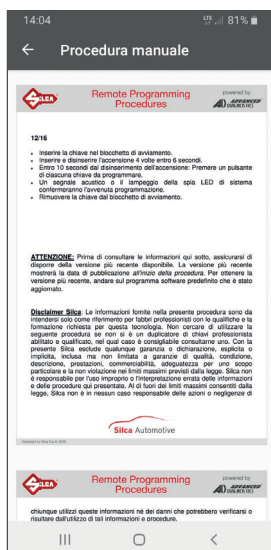 14:04
LTE 81%
← Procedura manuale
SILCA
Remote Programming
Procedures
powered by
AD ADVANCED
DIAGNOSTICS
12/16
• Inserire la chiave nel blocchetto di avviamento.
• Inserire e disinserire l'accensione 4 volte entro 6 secondi.
• Entro 10 secondi dal disinserimento dell'accensione: Premere un pulsante
di ciascuna chiave da programmare.
• Un segnale acustico o il lampeggio della spia LED di sistema
confermeranno l'avvenuta programmazione.
• Rimuovere la chiave dal blocchetto di avviamento.
ATTENZIONE: Prima di consultare le informazioni qui sotto, assicurarsi di
disporre della versione più recente disponibile. La versione più recente
mostrerà la data di pubblicazione all'inizio della procedura. Per ottenere la
versione più recente, andare sul programma software predefinito che è stato
aggiornato.
Disclaimer Silca: Le informazioni fornite nella presente procedura sono da
intendersi solo come riferimento per fabbri professionisti con le qualifiche e la
formazione richiesta per questa tecnologia. Non cercare di utilizzare la
seguente procedura se non si è un duplicatore di chiavi professionista
abilitato o qualificato, nel qual caso è consigliabile consultarne uno. Con la
presente Silca esclude qualunque garanzia o dichiarazione, esplicita o
implicita, inclusa ma non limitata a garanzie di qualità, condizione,
descrizione, prestazioni, commerciabilità, adeguatezza per uno scopo
particolare e la non violazione nei limiti massimi previsti dalla legge. Silca non
è responsabile per l'uso improprio o l'interpretazione errata delle informazioni
e delle procedure qui presentate. Al di fuori dei limiti massimi consentiti dalla
legge, Silca non è in nessun caso responsabile delle azioni o negligenze di
Silca Automotive
Copyright by Silca S.p.A. 2016
SILCA
Remote Programming
Procedures
powered by
AD ADVANCED
DIAGNOSTICS
chiunque utilizzi queste informazioni né dei danni che potrebbero verificarsi o
risultare dall'utilizzo di tali informazioni e procedure.